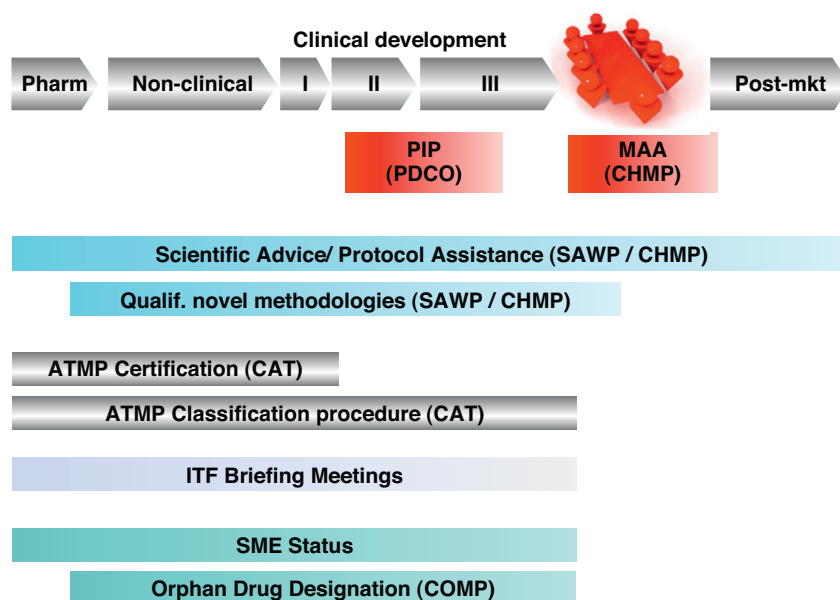 Clinical development
Pharm
Non-clinical
I
II
III
Post-mkt
PIP
(PDCO)
MAA
(CHMP)
Scientific Advice/ Protocol Assistance (SAWP / CHMP)
Qualif. novel methodologies (SAWP / CHMP)
ATMP Certification (CAT)
ATMP Classification procedure (CAT)
ITF Briefing Meetings
SME Status
Orphan Drug Designation (COMP)